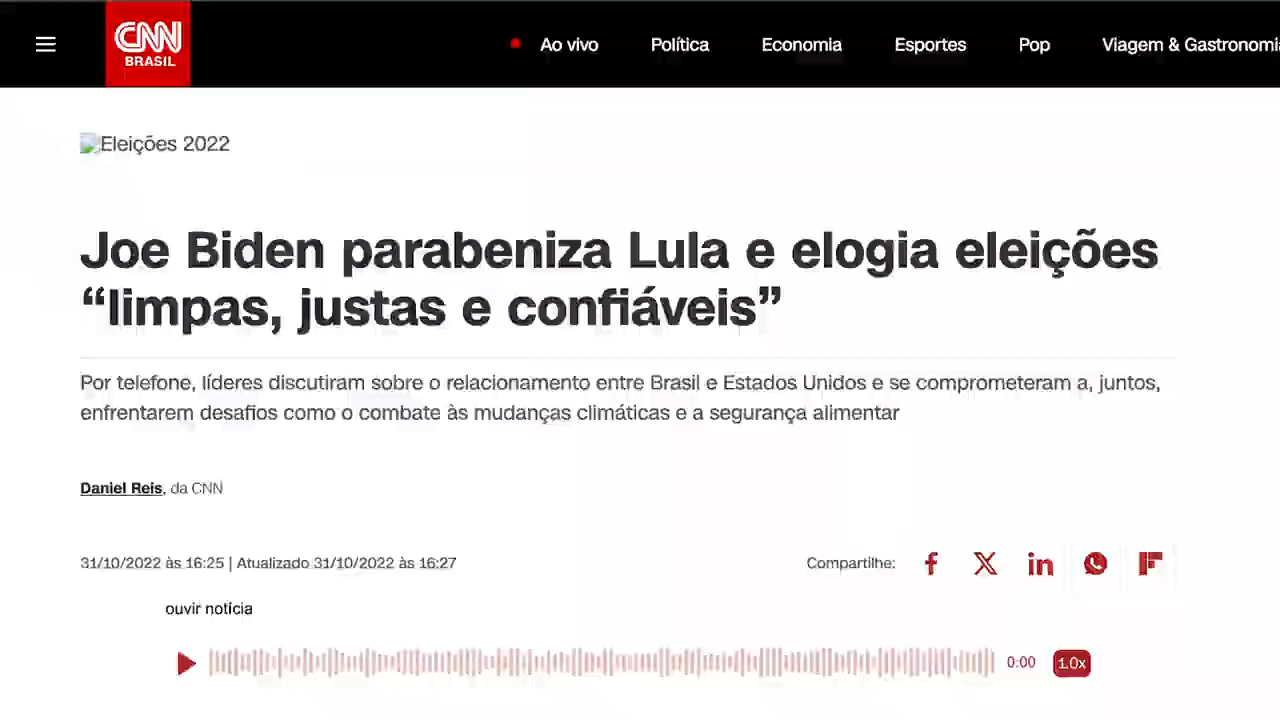 CNN
BRASIL
Ao vivo Política Economia Esportes Pop Viagem & Gastronomi
Eleições 2022
Joe Biden parabeniza Lula e elogia eleições
“limpas, justas e confiáveis”
Por telefone, líderes discutiram sobre o relacionamento entre Brasil e Estados Unidos e se comprometeram a, juntos,
enfrentarem desafios como o combate às mudanças climáticas e a segurança alimentar
Daniel Reis, da CNN
31/10/2022 às 16:25 | Atualizado 31/10/2022 às 16:27
Compartilhe:
ouvir notícia
0:00 1.0x